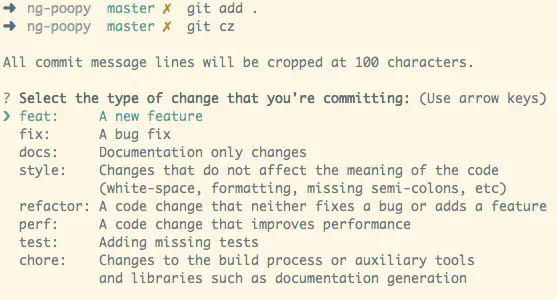 ➜ ng-poopy master ✗ git add .
➜ ng-poopy master ✗ git cz
All commit message lines will be cropped at 100 characters.
? Select the type of change that you're committing: (Use arrow keys)
❯ feat: A new feature
fix: A bug fix
docs: Documentation only changes
style: Changes that do not affect the meaning of the code
(white-space, formatting, missing semi-colons, etc)
refactor: A code change that neither fixes a bug or adds a feature
perf: A code change that improves performance
test: Adding missing tests
chore: Changes to the build process or auxiliary tools
and libraries such as documentation generation